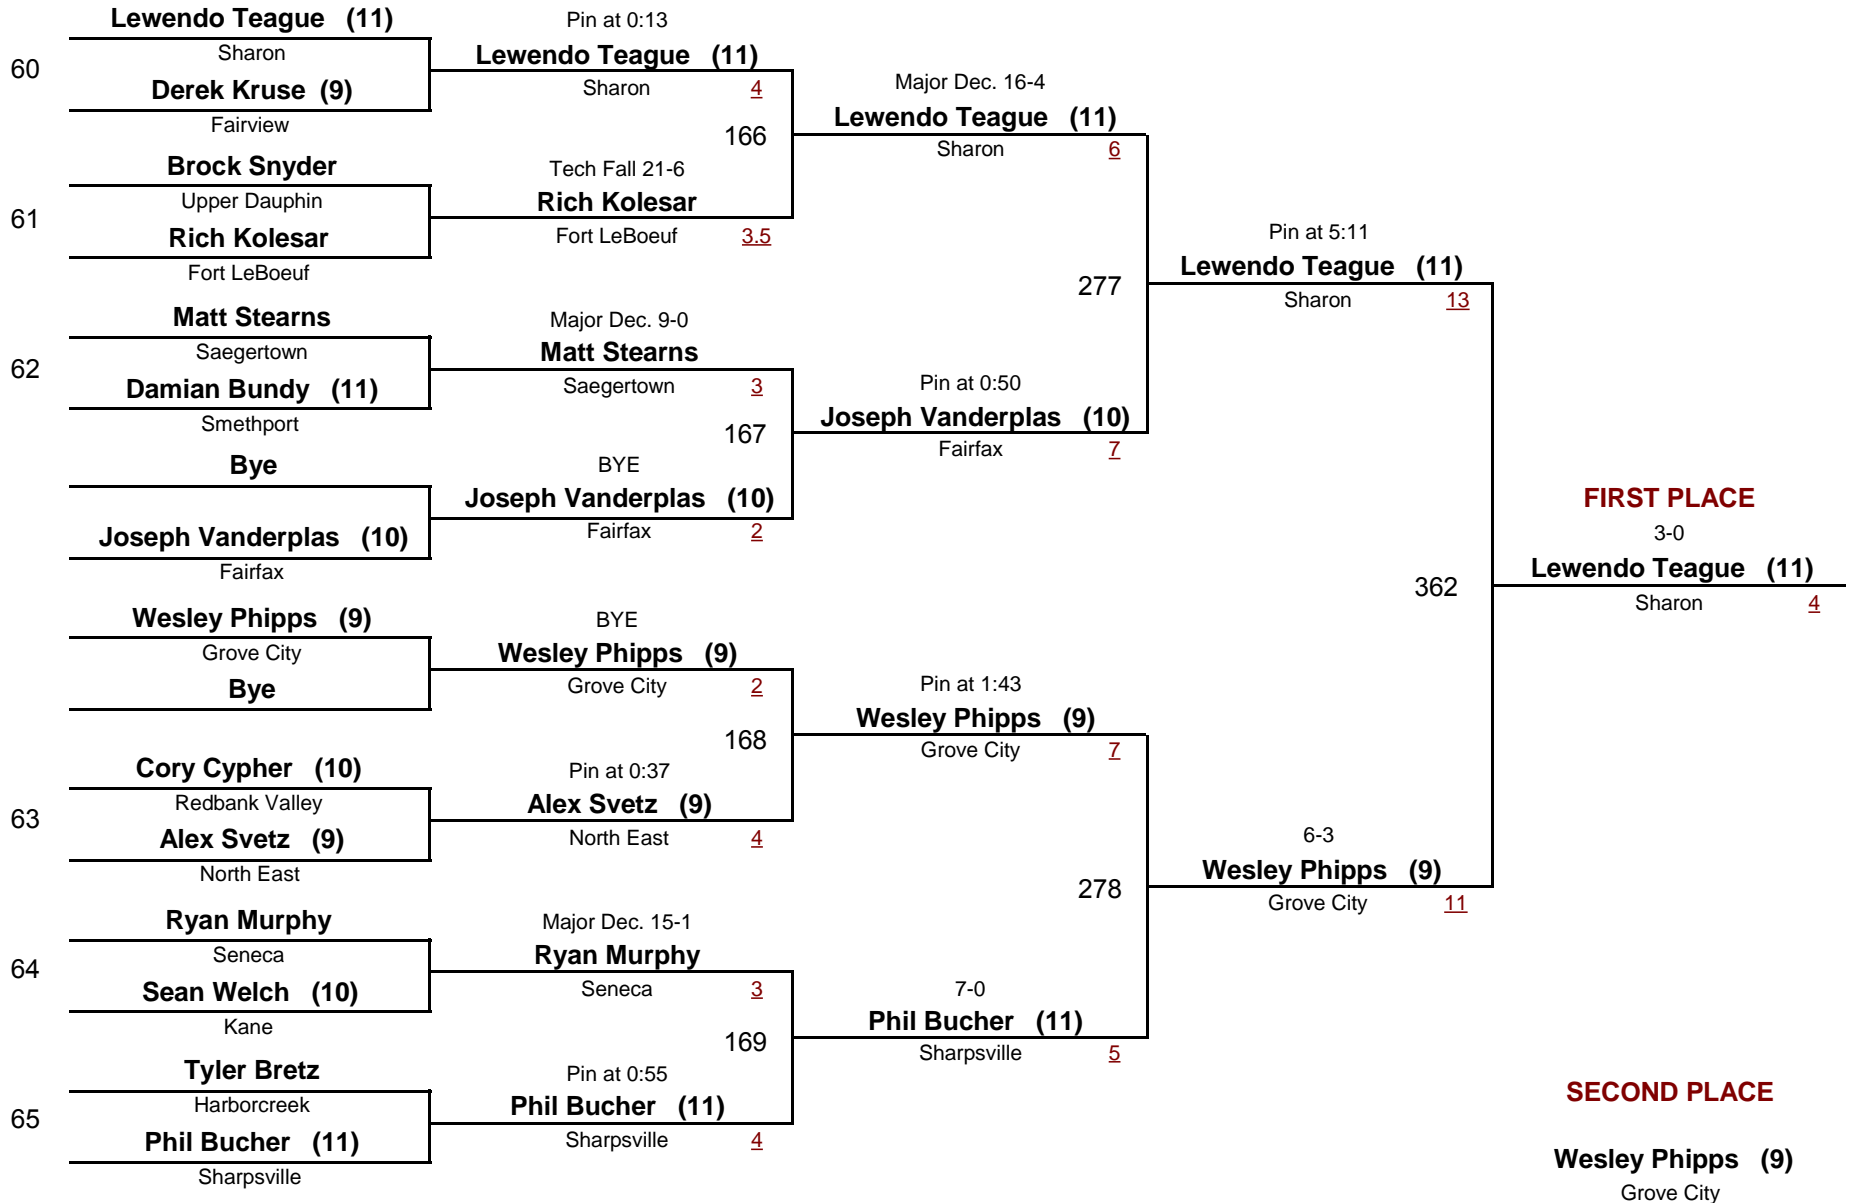 Lewendo Teague (11)
60
Sharon
Derek Kruse (9)
Fairview
Brock Snyder
61
Upper Dauphin
Rich Kolesar
Fort LeBoeuf
Matt Stearns
62
Saegertown
Damian Bundy (11)
Smethport
Bye
Joseph Vanderplas (10)
Fairfax
Wesley Phipps (9)
Grove City
Bye
Cory Cypher (10)
63
Redbank Valley
Alex Svetz (9)
North East
Ryan Murphy
64
Seneca
Sean Welch (10)
Kane
Tyler Bretz
65
Harborcreek
Phil Bucher (11)
Sharpsville
Pin at 0:13
Lewendo Teague (11)
Sharon 4
166
Tech Fall 21-6
Rich Kolesar
Fort LeBoeuf 3.5
Major Dec. 9-0
Matt Stearns
Saegertown 3
167
BYE
Joseph Vanderplas (10)
Fairfax 2
BYE
Wesley Phipps (9)
Grove City 2
168
Pin at 0:37
Alex Svetz (9)
North East 4
Major Dec. 15-1
Ryan Murphy
Seneca 3
169
Pin at 0:55
Phil Bucher (11)
Sharpsville 4
Major Dec. 16-4
Lewendo Teague (11)
Sharon 6
277
Pin at 0:50
Joseph Vanderplas (10)
Fairfax 7
Pin at 1:43
Wesley Phipps (9)
Grove City 7
278
7-0
Phil Bucher (11)
Sharpsville 5
Pin at 5:11
Lewendo Teague (11)
Sharon 13
362
6-3
Wesley Phipps (9)
Grove City 11
FIRST PLACE
3-0
Lewendo Teague (11)
Sharon 4
SECOND PLACE
Wesley Phipps (9)
Grove City